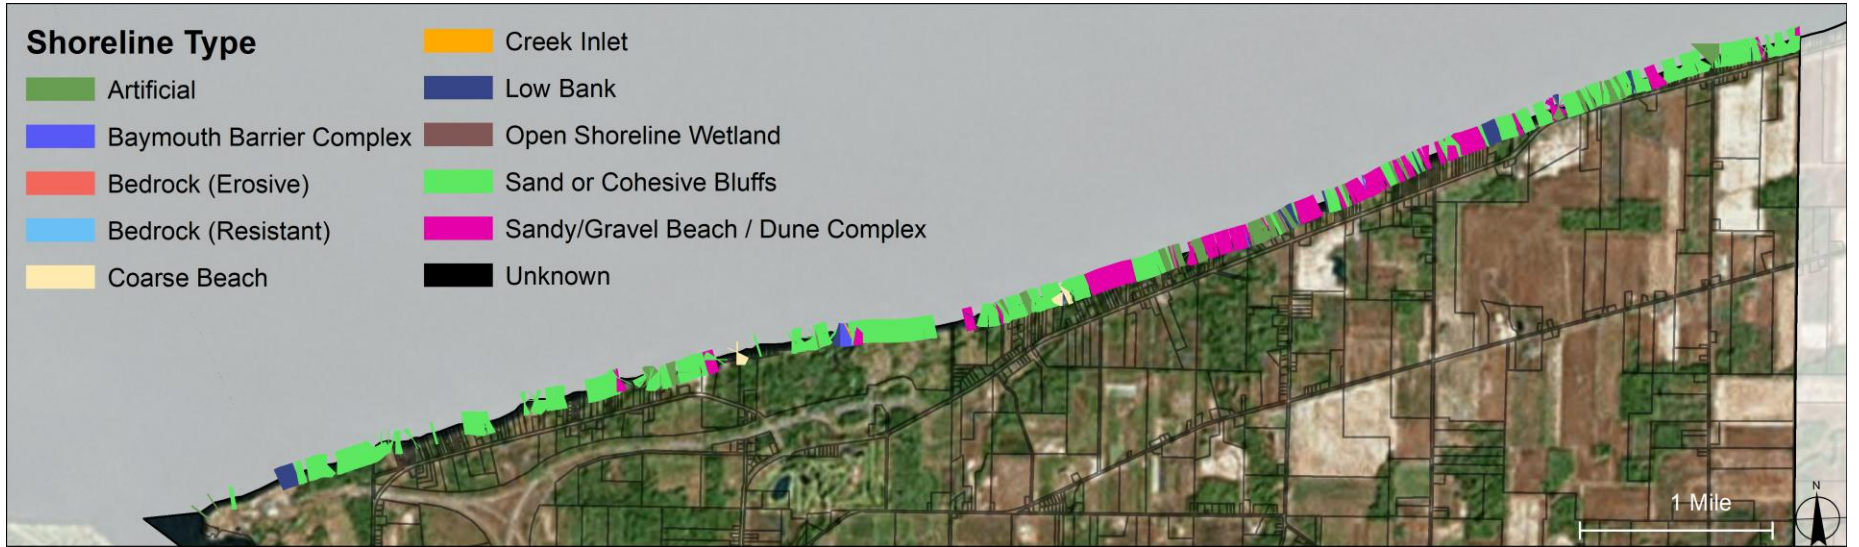 Shoreline Type
Artificial
Baymouth Barrier Complex
Bedrock (Erosive)
Bedrock (Resistant)
Coarse Beach
Creek Inlet
Low Bank
Open Shoreline Wetland
Sand or Cohesive Bluffs
Sandy/Gravel Beach / Dune Complex
Unknown
1 Mile
N